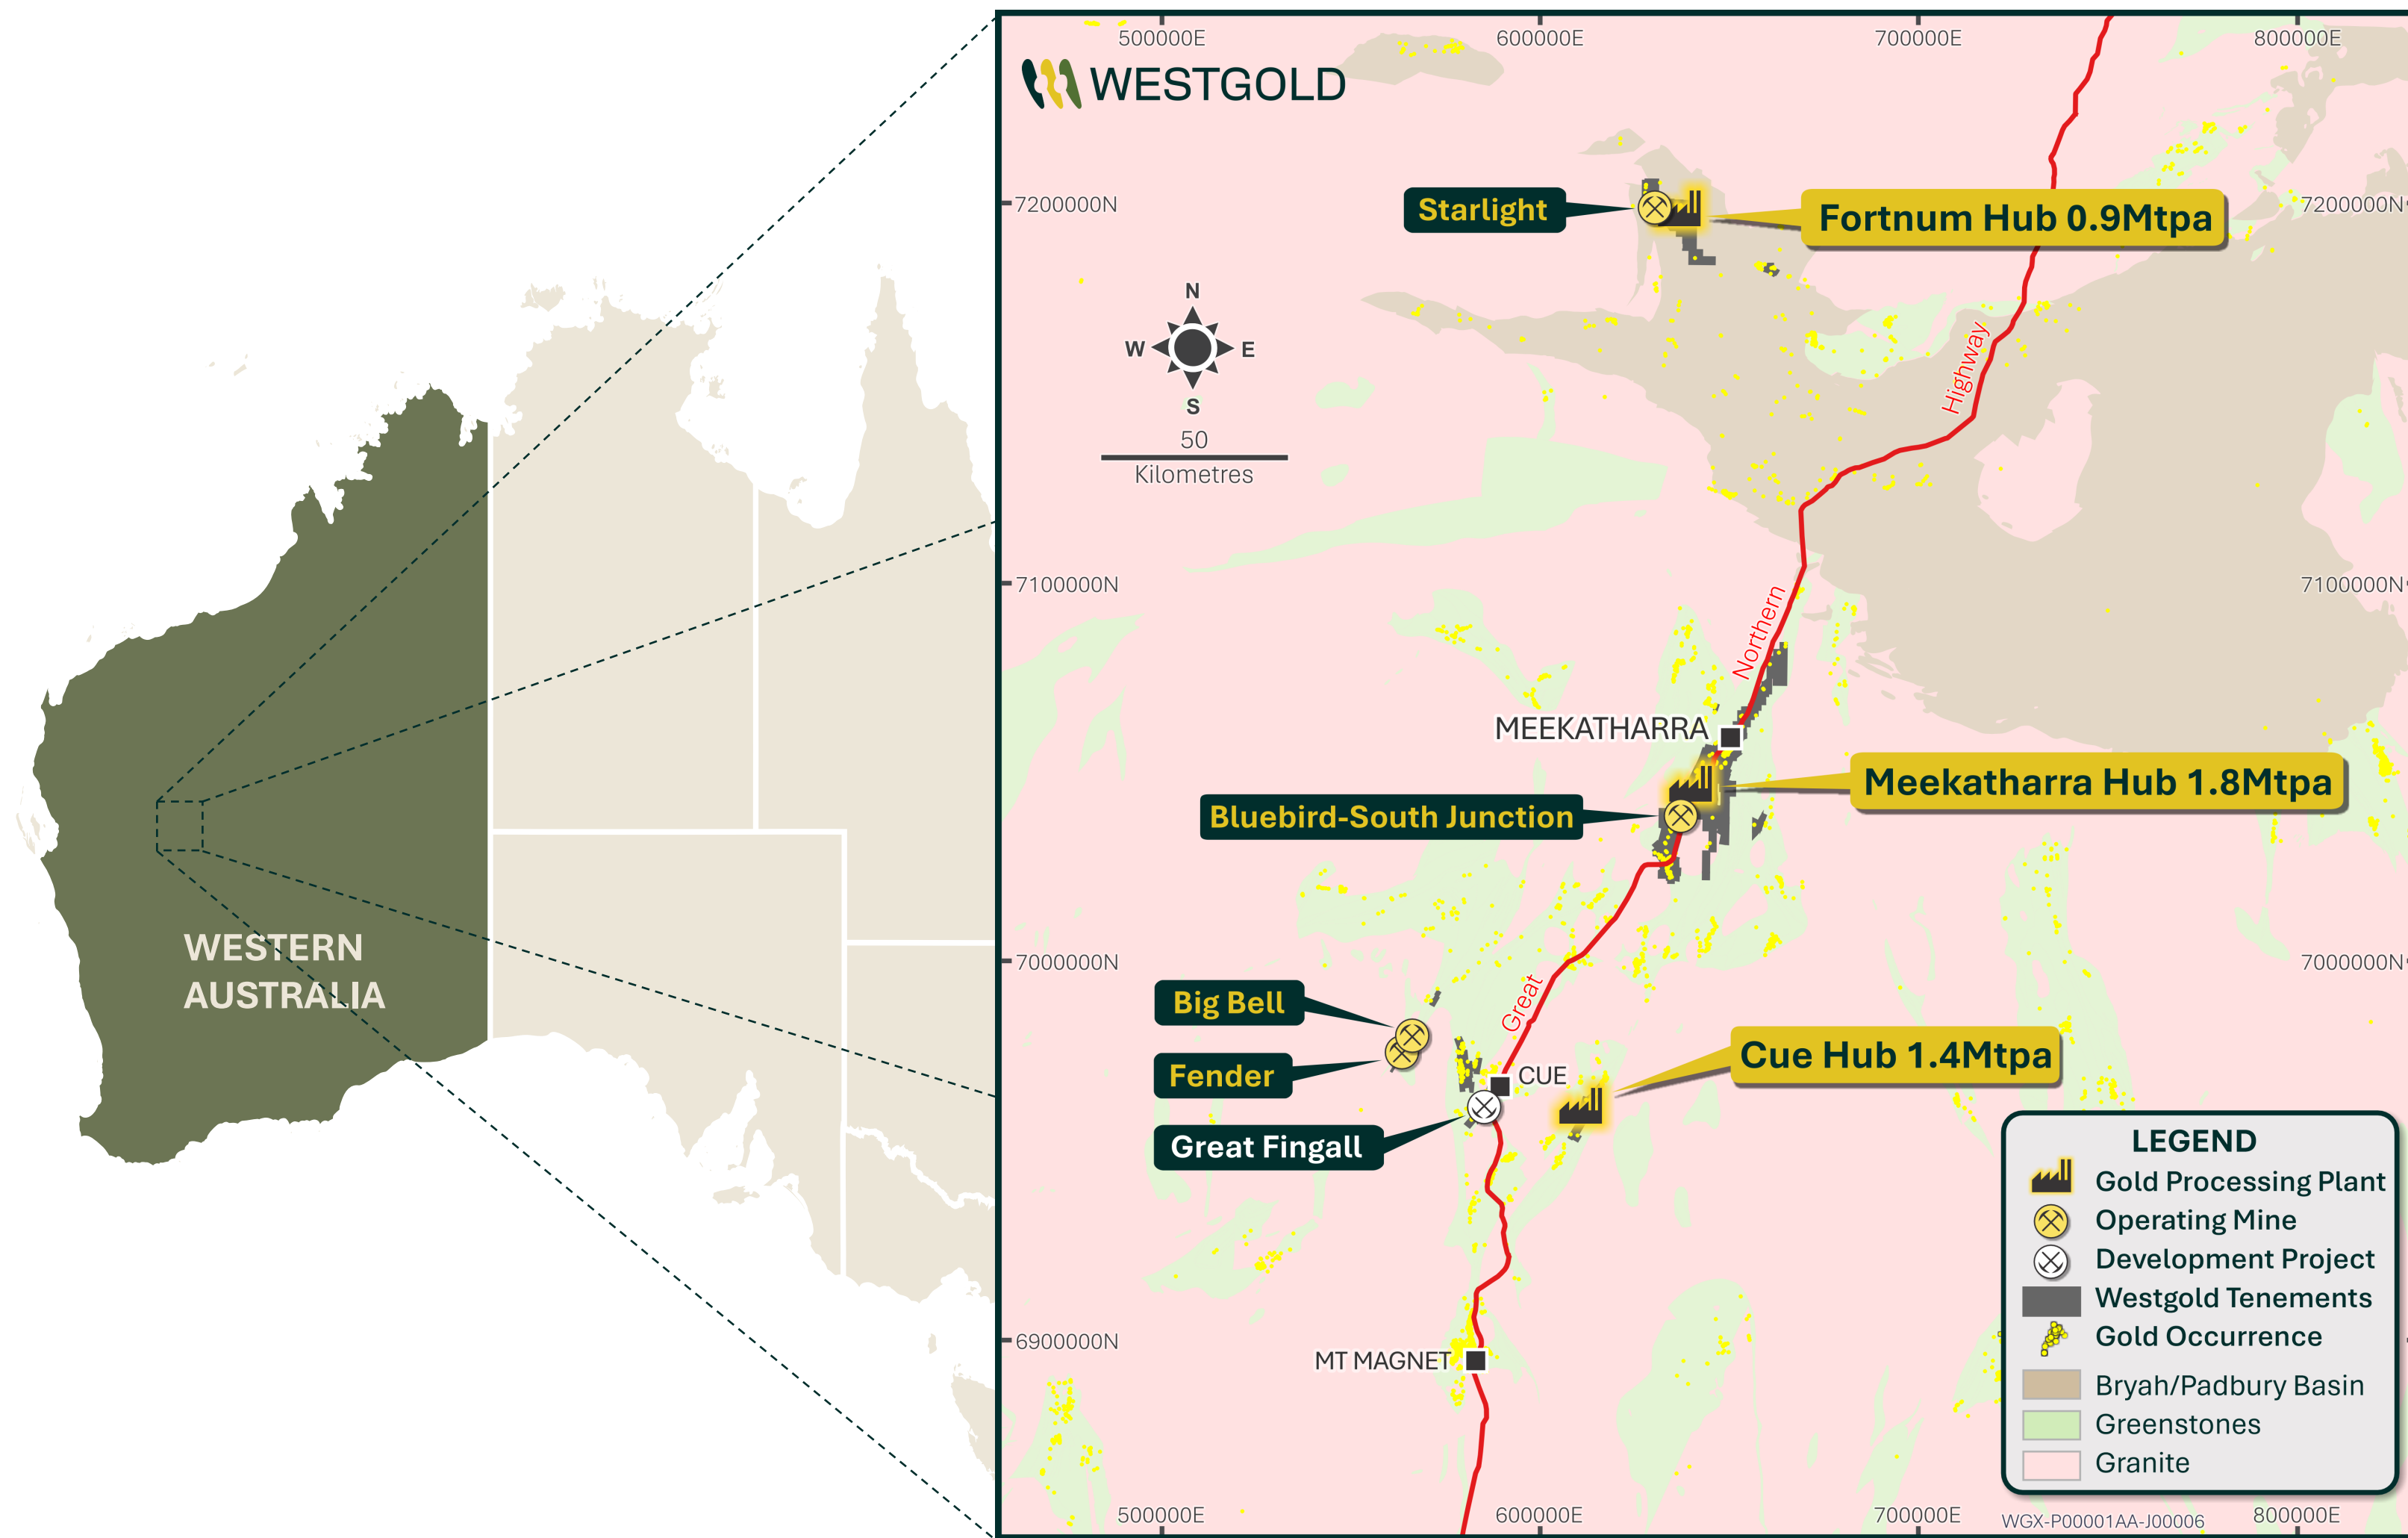 WESTERN
AUSTRALIA
500000E
600000E
700000E
800000E
WESTGOLD
7200000N
7200000N
Starlight
Fortnum Hub 0.9Mtpa
N
W
E
S
50
Kilometres
Highway
7100000N
7100000N
Northern
MEEKATHARRA
Meekatharra Hub 1.8Mtpa
Bluebird-South Junction
7000000N
7000000N
Great
Big Bell
Fender
CUE
Cue Hub 1.4Mtpa
Great Fingall
6900000N
MT MAGNET
LEGEND
Gold Processing Plant
Operating Mine
Development Project
Westgold Tenements
Gold Occurrence
Bryah/Padbury Basin
Greenstones
Granite
500000E
600000E
700000E
800000E
WGX-P00001AA-J00006